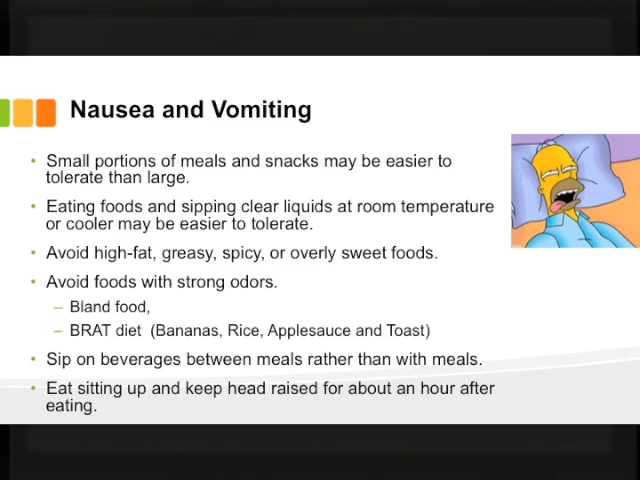 Nausea and Vomiting
• Small portions of meals and snacks may be easier to
tolerate than large.
• Eating foods and sipping clear liquids at room temperature
or cooler may be easier to tolerate.
• Avoid high-fat, greasy, spicy, or overly sweet foods.
• Avoid foods with strong odors.
– Bland food,
– BRAT diet  (Bananas, Rice, Applesauce and Toast)
• Sip on beverages between meals rather than with meals.
• Eat sitting up and keep head raised for about an hour after
eating.